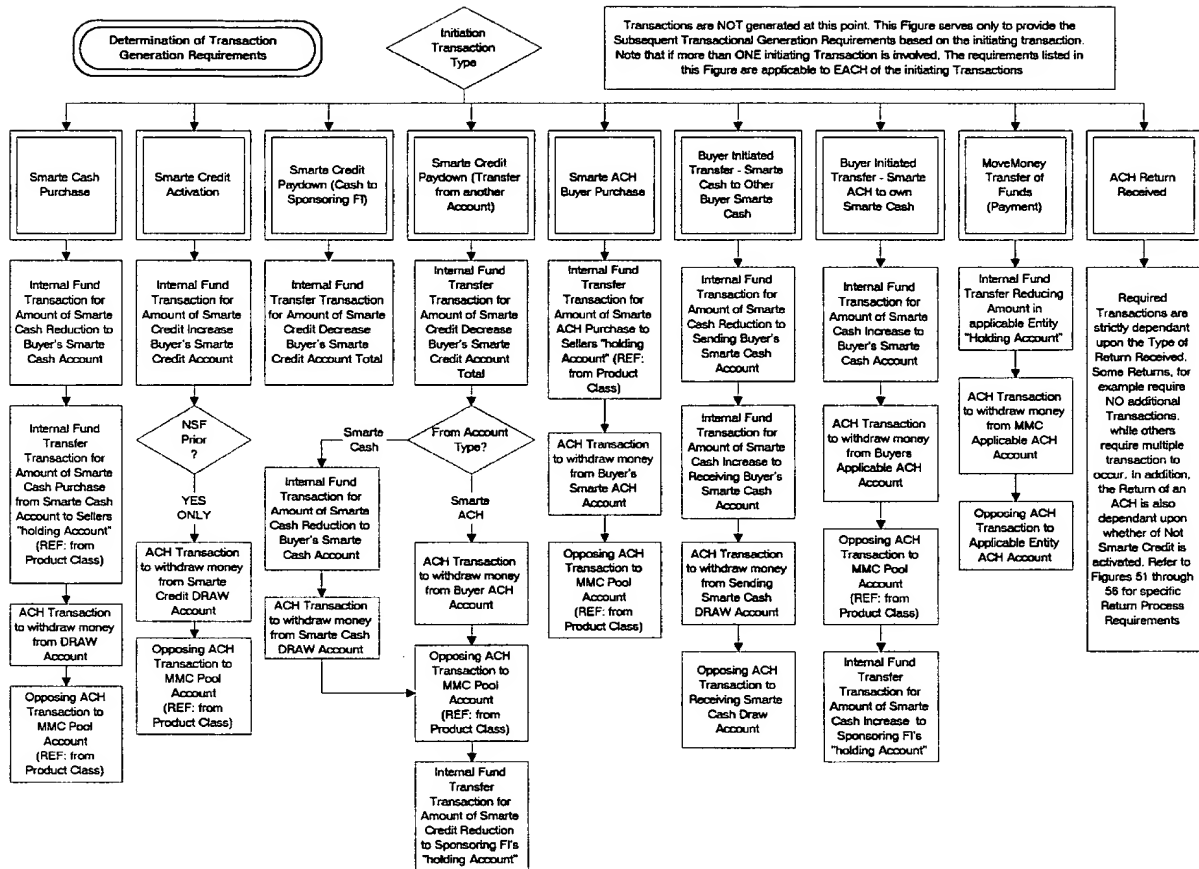 Determination of Transaction
Generation Requirements
Initiation
Transaction
Type
Transactions are NOT generated at this point. This Figure serves only to provide the
Subsequent Transactional Generation Requirements based on the initiating transaction.
Note that if more than ONE initiating Transaction is involved, The requirements listed in
this Figure are applicable to EACH of the initiating Transactions
Smarte Cash
Purchase
Smarte Credit
Activation
Smarte Credit
Paydown (Cash to
Sponsoring FI)
Smarte Credit
Paydown (Transfer
from another
Account)
Smarte ACH
Buyer Purchase
Buyer Initiated
Transfer - Smarte
Cash to Other
Buyer Smarte
Cash
Buyer Initiated
Transfer - Smarte
ACH to own
Smarte Cash
MoveMoney
Transfer of
Funds
(Payment)
ACH Return
Received
Internal Fund
Transaction for
Amount of Smarte
Cash Reduction to
Buyer's Smarte
Cash Account
Internal Fund
Transfer
Transaction for
Amount of Smarte
Cash Purchase
from Smarte Cash
Account to Sellers
"holding Account"
(REF: from
Product Class)
ACH Transaction
to withdraw money
from DRAW
Account
Opposing ACH
Transaction to
MMC Pool
Account
(REF: from
Product Class)
Internal Fund
Transaction for
Amount of Smarte
Credit Increase
Buyer's Smarte
Credit Account
NSF
Prior
?
YES
ONLY
ACH Transaction
to withdraw money
from Smarte
Credit DRAW
Account
Opposing ACH
Transaction to
MMC Pool
Account
(REF: from
Product Class)
Internal Fund
Transfer Transaction
for Amount of Smarte
Credit Decrease
Buyer's Smarte
Credit Account Total
Internal Fund
Transfer
Transaction for
Amount of Smarte
Credit Decrease
Buyer's Smarte
Credit Account
Total
From Account
Type?
Smarte
Cash
Internal Fund
Transaction for
Amount of Smarte
Cash Reduction to
Buyer's Smarte
Cash Account
ACH Transaction
to withdraw money
from Smarte Cash
DRAW Account
Smarte
ACH
ACH Transaction
to withdraw money
from Buyer ACH
Account
Opposing ACH
Transaction to
MMC Pool
Account
(REF: from
Product Class)
Internal Fund
Transfer
Transaction for
Amount of Smarte
Credit Reduction
to Sponsoring FI's
"holding Account"
Internal Fund
Transfer
Transaction for
Amount of Smarte
ACH Purchase to
Sellers "holding
Account" (REF:
from Product
Class)
ACH Transaction
to withdraw money
from Buyer's
Smarte ACH
Account
Opposing ACH
Transaction to
MMC Pool
Account
(REF: from
Product Class)
Internal Fund
Transaction for
Amount of Smarte
Cash Reduction to
Sending Buyer's
Smarte Cash
Account
Internal Fund
Transaction for
Amount of Smarte
Cash Increase to
Receiving Buyer's
Smarte Cash
Account
ACH Transaction
to withdraw money
from Sending
Smarte Cash
DRAW Account
Opposing ACH
Transaction to
Receiving Smarte
Cash Draw
Account
Internal Fund
Transaction for
Amount of Smarte
Cash Increase to
Buyer's Smarte
Cash Account
ACH Transaction
to withdraw money
from Buyers
Applicable ACH
Account
Opposing ACH
Transaction to
MMC Pool
Account
(REF: from
Product Class)
Internal Fund
Transfer
Transaction for
Amount of Smarte
Cash Increase to
Sponsoring FI's
"holding Account"
Internal Fund
Transfer Reducing
Amount in
applicable Entity
"Holding Account"
ACH Transaction
to withdraw money
from MMC
Applicable ACH
Account
Opposing ACH
Transaction to
Applicable Entity
ACH Account
Required
Transactions are
strictly dependant
upon the Type of
Return Received.
Some Returns, for
example require
NO additional
Transactions.
while others
require multiple
transaction to
occur. In addition,
the Return of an
ACH is also
dependant upon
whether of Not
Smarte Credit is
activated. Refer to
Figures 51 through
56 for specific
Return Process
Requirements